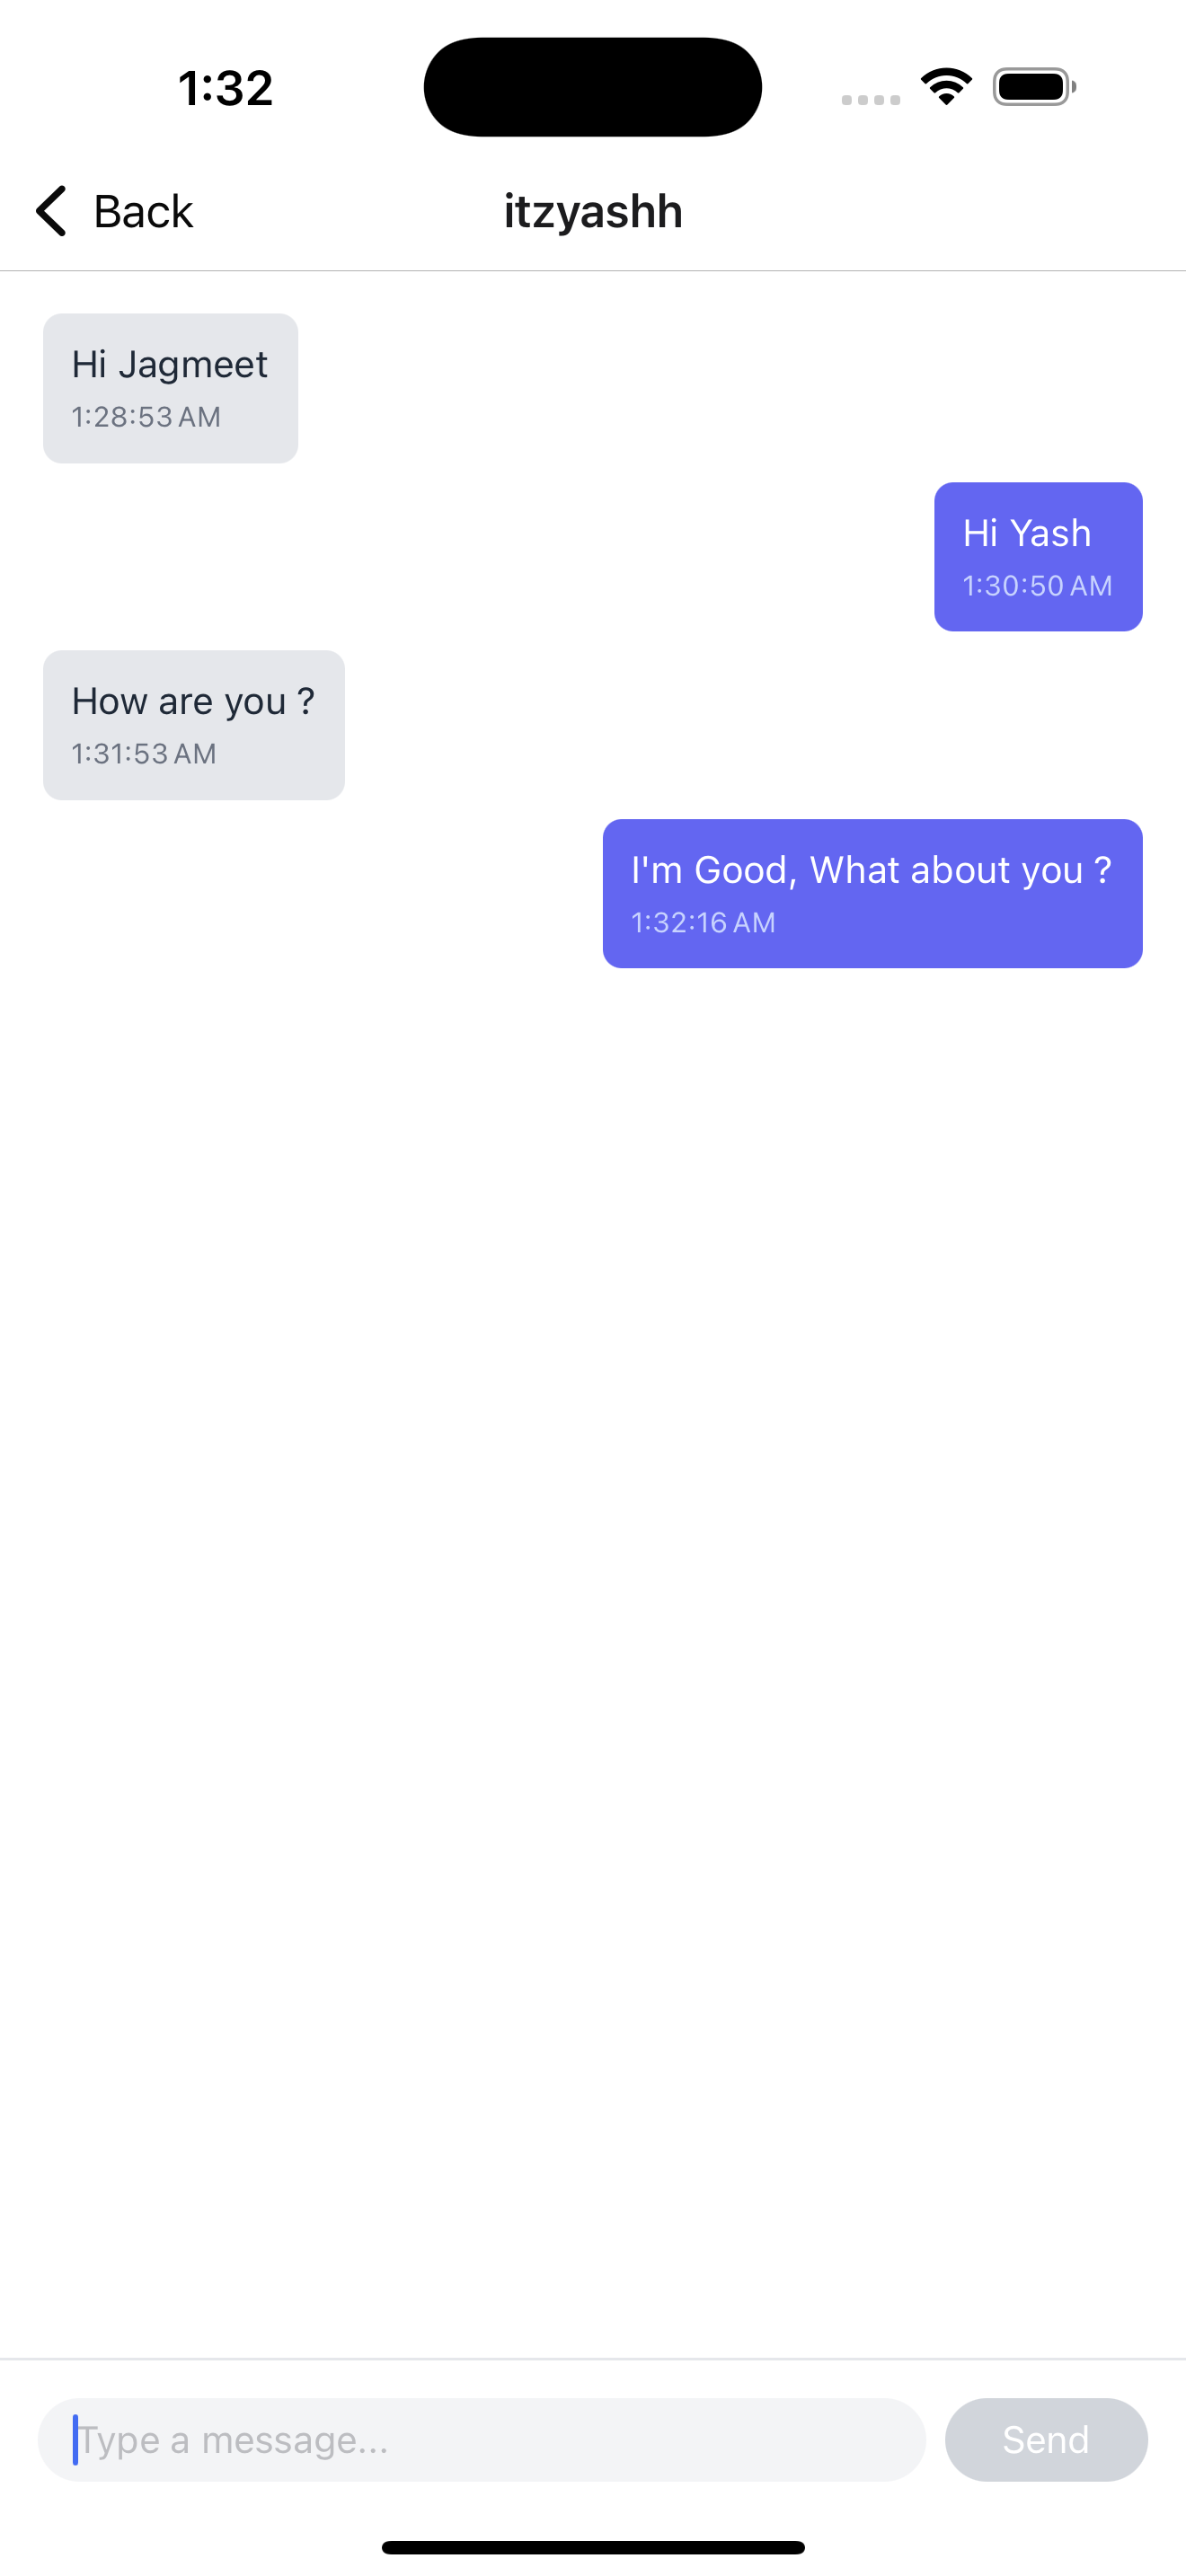 1:32
Back
itzyashh
Hi Jagmeet
1:28:53 AM
Hi Yash
1:30:50 AM
How are you ?
1:31:53 AM
I'm Good, What about you ?
1:32:16 AM
Type a message...
Send